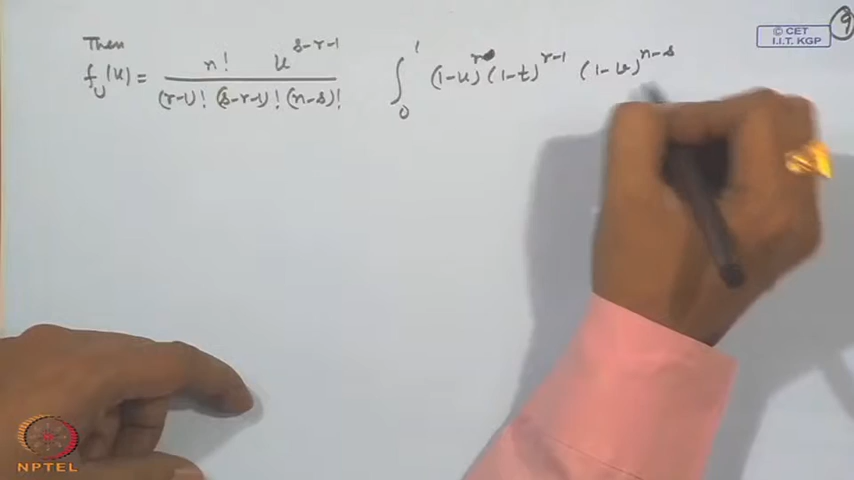 © CET
I.I.T. KGP
9
Then
f_U(u) = n! u^{s-r-1} / (r-1)! (s-r-1)! (n-s)! ∫_0^1 (1-u)^r (1-t)^{r-1} (1-u)^{n-s}
NPTEL